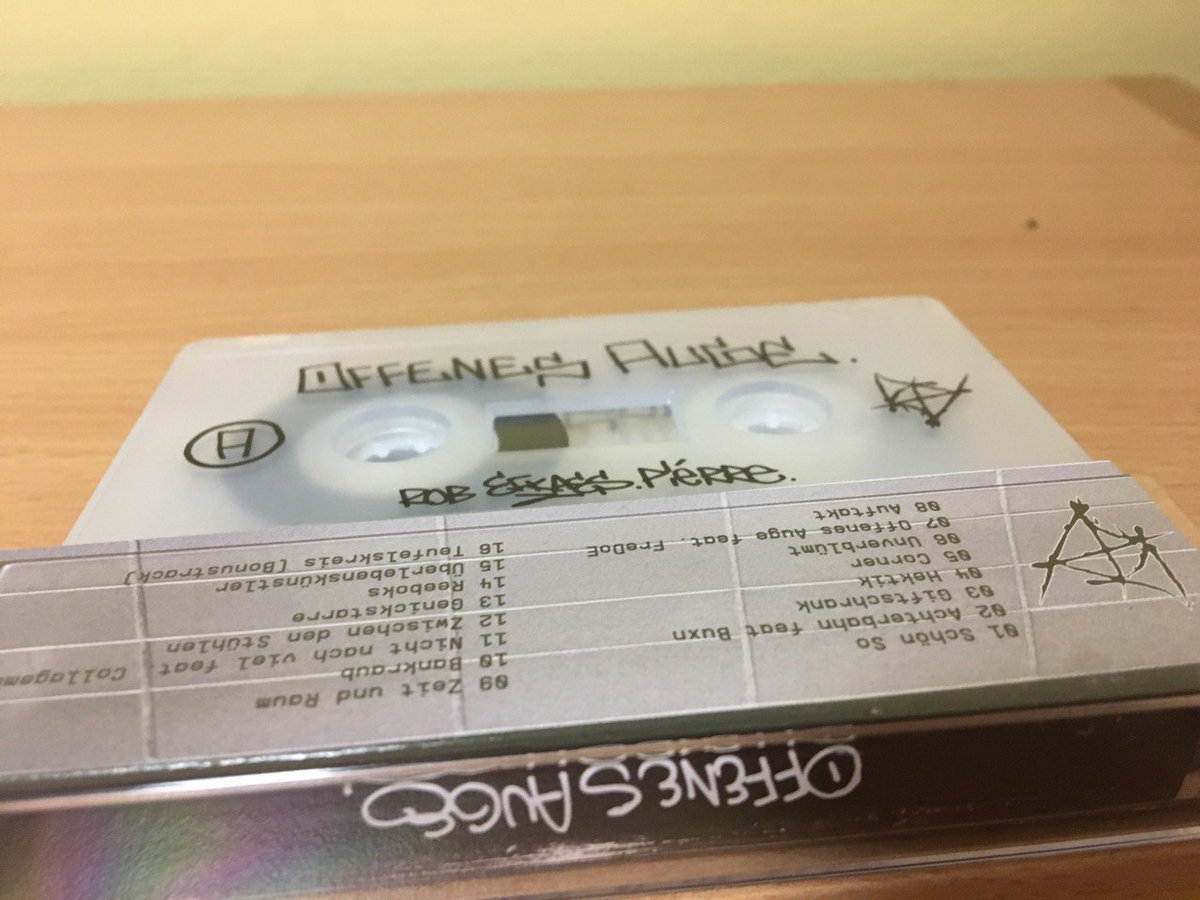 OFFENES AUGE.
A
ROB EKASS. PIÉRRE.
01 Schön So
02 Achterbahn feat Buxn
03 Giftschrank
04 Hektik
05 Corner
06 Unverblümt
07 Offenes Auge feat. FreDoE
08 Auftakt
09 Zeit und Raum
10 Bankraub
11 Nicht nach viel feat.
12 Zwischen den Stühlen
13 Genickstarre
14 Reeboks
15 Überlebenskünstler
16 Teufelskreis [Bonustrack]
OFFENES AUGE.